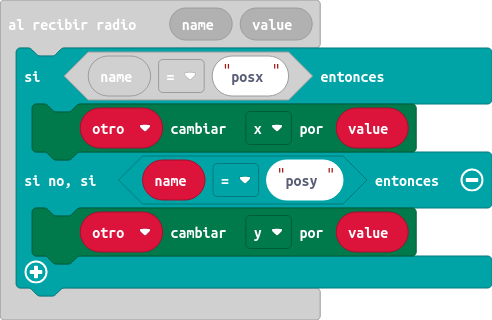 al recibir radio name value
si name = "posx" entonces
otro cambiar x por value
si no, si name = "posy " entonces
otro cambiar y por value